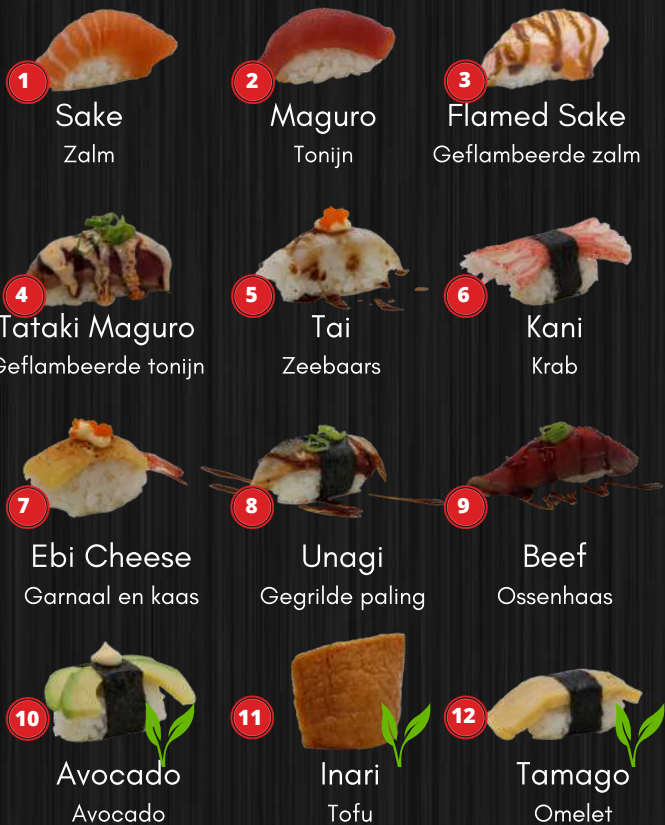 1
2
3
Sake
Maguro
Flamed Sake
Zalm
Tonijn
Geflambeerde zalm
4
5
6
Tataki Maguro
Tai
Kani
Geflambeerde tonijn
Zeebaars
Krab
7
8
9
Ebi Cheese
Unagi
Beef
Garnaal en kaas
Gegrilde paling
Ossenhaas
10
11
12
Avocado
Inari
Tamago
Avocado
Tofu
Omelet